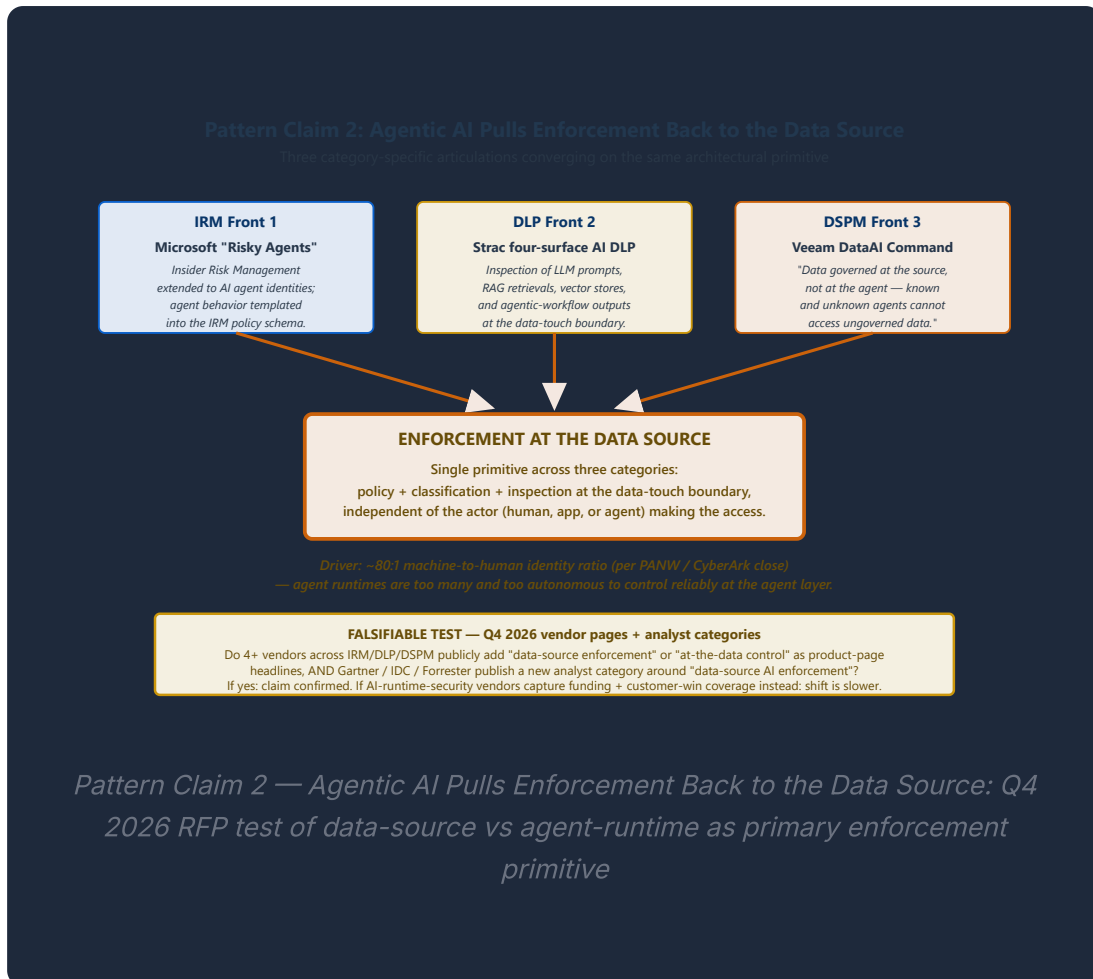 Pattern Claim 2: Agentic AI Pulls Enforcement Back to the Data Source
Three category-specific articulations converging on the same architectural primitive
IRM Front 1
Microsoft "Risky Agents"
Insider Risk Management
extended to AI agent identities;
agent behavior templated
into the IRM policy schema.
DLP Front 2
Strac four-surface AI DLP
Inspection of LLM prompts,
RAG retrievals, vector stores,
and agentic-workflow outputs
at the data-touch boundary.
DSPM Front 3
Veeam DataAI Command
"Data governed at the source,
not at the agent — known
and unknown agents cannot
access ungoverned data."
ENFORCEMENT AT THE DATA SOURCE
Single primitive across three categories:
policy + classification + inspection at the data-touch boundary,
independent of the actor (human, app, or agent) making the access.
Driver: ~80:1 machine-to-human identity ratio (per PANW / CyberArk close)
— agent runtimes are too many and too autonomous to control reliably at the agent layer.
FALSIFIABLE TEST — Q4 2026 vendor pages + analyst categories
Do 4+ vendors across IRM/DLP/DSPM publicly add "data-source enforcement" or "at-the-data control" as product-page
headlines, AND Gartner / IDC / Forrester publish a new analyst category around "data-source AI enforcement"?
If yes: claim confirmed. If AI-runtime-security vendors capture funding + customer-win coverage instead: shift is slower.
Pattern Claim 2 — Agentic AI Pulls Enforcement Back to the Data Source: Q4
2026 RFP test of data-source vs agent-runtime as primary enforcement
primitive